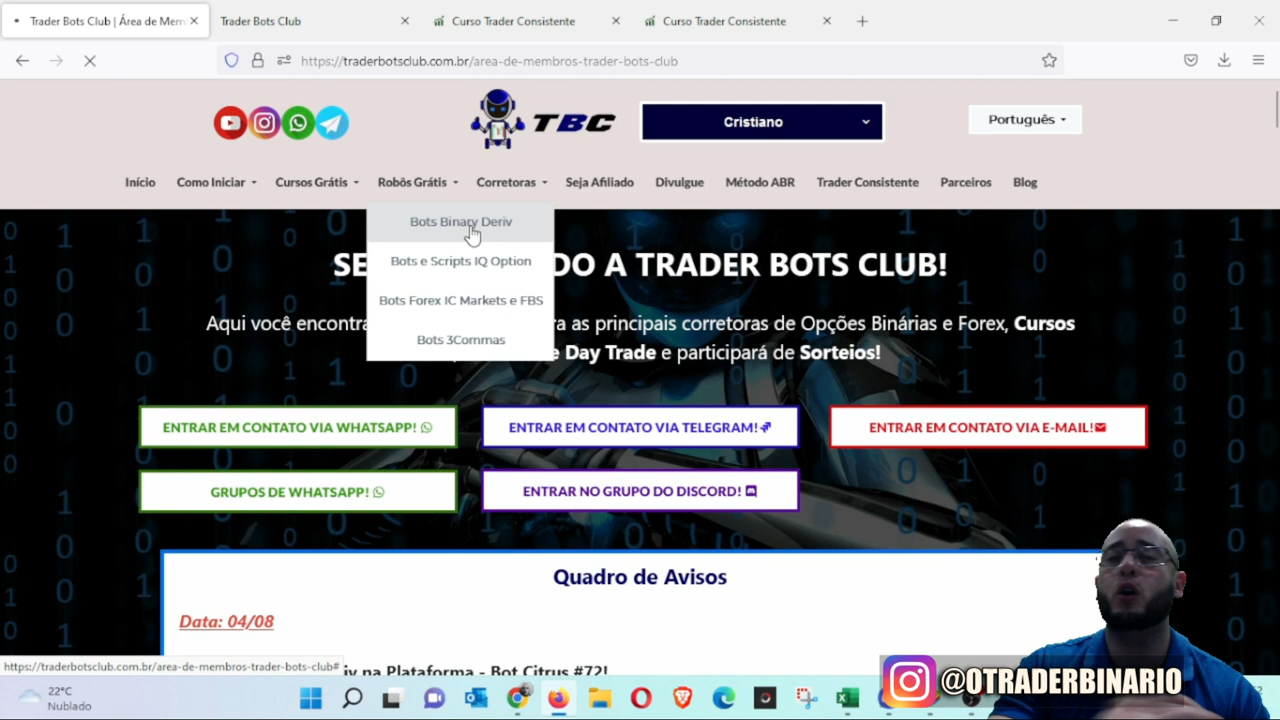 Trader Bots Club | Área de Mem
Trader Bots Club
Curso Trader Consistente
Curso Trader Consistente
https://traderbotsclub.com.br/area-de-membros-trader-bots-club
TBC
Cristiano
Português
Início
Como Iniciar
Cursos Grátis
Robôs Grátis
Corretoras
Seja Afiliado
Divulgue
Método ABR
Trader Consistente
Parceiros
Blog
Bots Binary Deriv
Bots e Scripts IQ Option
Bots Forex IC Markets e FBS
Bots 3Commas
SE DO A TRADER BOTS CLUB!
Aqui você encontra a as principais corretoras de Opções Binárias e Forex, Cursos
e Day Trade e participará de Sorteios!
ENTRAR EM CONTATO VIA WHATSAPP!
ENTRAR EM CONTATO VIA TELEGRAM!
ENTRAR EM CONTATO VIA E-MAIL!
GRUPOS DE WHATSAPP!
ENTRAR NO GRUPO DO DISCORD!
Quadro de Avisos
Data: 04/08
iv na Plataforma - Bot Citrus #72!
https://traderbotsclub.com.br/area-de-membros-trader-bots-club#
@OTRADERBINARIO
22°C
Nublado